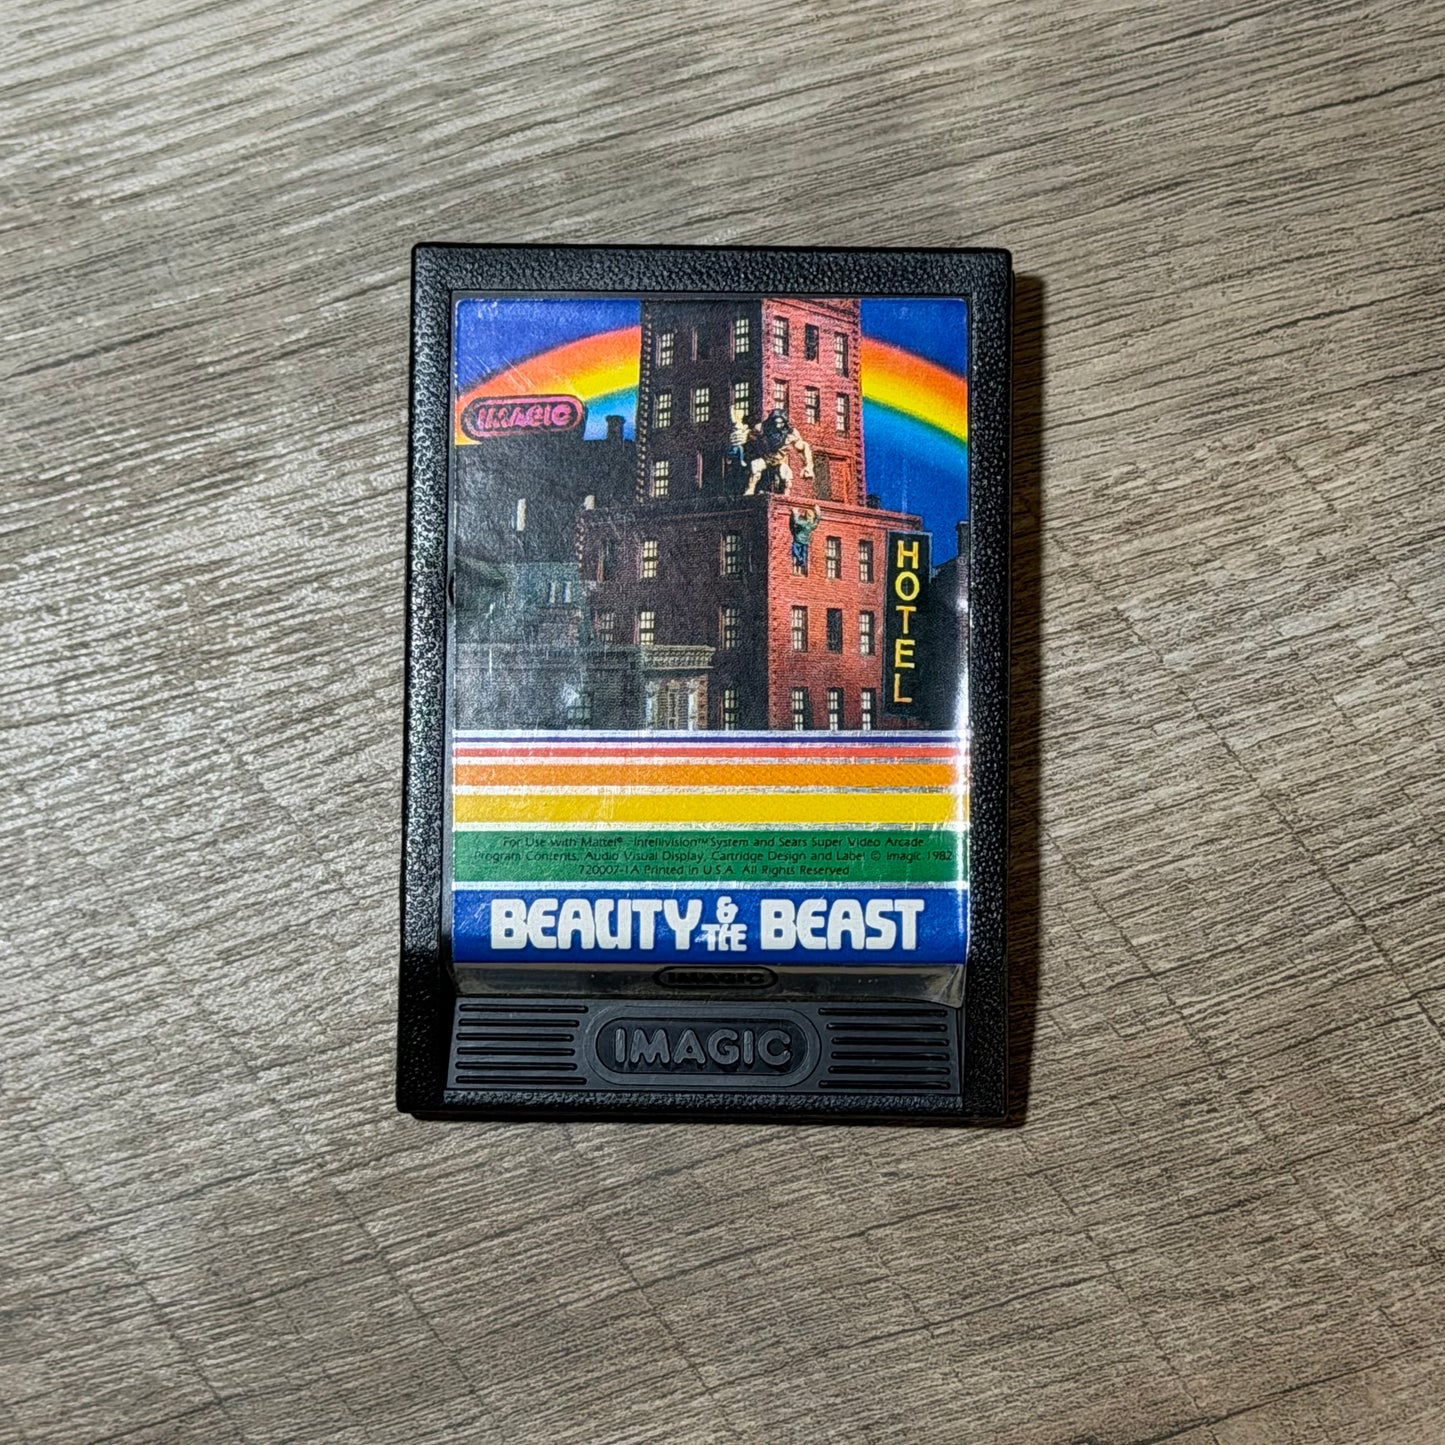 IMAGIC
HOTEL
For Use with Mattel® - Intellivision™ System and Sears Super Video Arcade
Program Contents, Audio Visual Display, Cartridge Design and Label © Imagic 1982
720007-1A Printed in U.S.A. All Rights Reserved
BEAUTY & THE BEAST
IMAGIC
IMAGIC